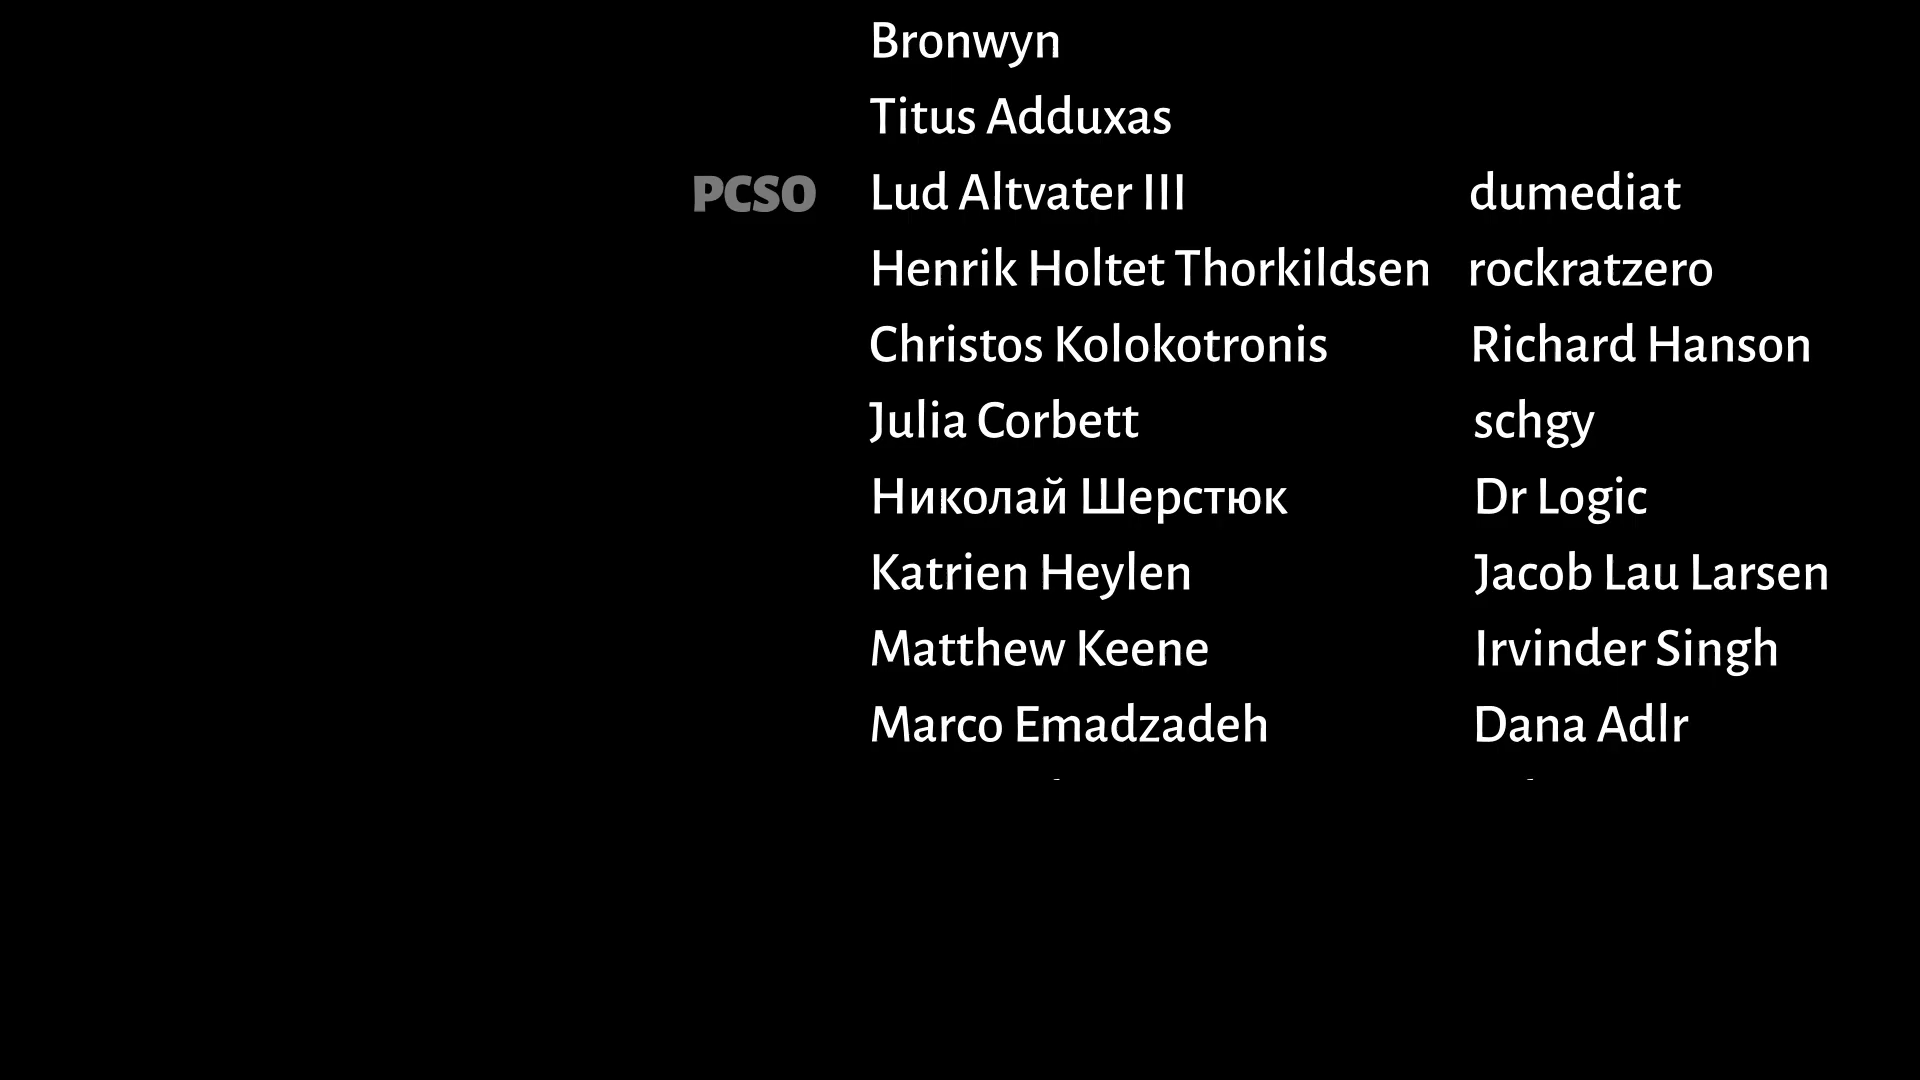 Bronwyn
Titus Adduxas
PCSO Lud Altvater III dumediat
Henrik Holtet Thorkildsen rockratzero
Christos Kolokotronis Richard Hanson
Julia Corbett schgy
Николай Шерстюк Dr Logic
Katrien Heylen Jacob Lau Larsen
Matthew Keene Irvinder Singh
Marco Emadzadeh Dana Adlr